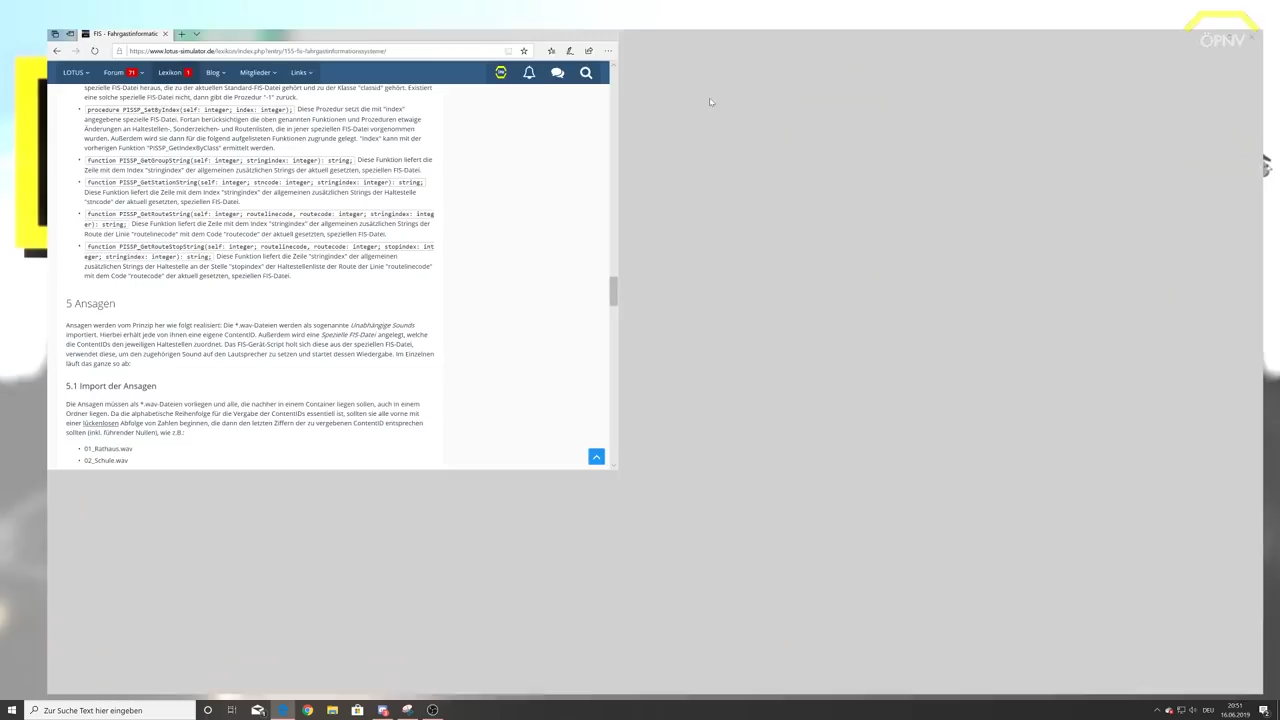 FIS - Fahrgastinformatic
ÖPNV
https://www.lotus-simulator.de/lexikon/index.php?entry/155-fis-fahrgastinformationssysteme/
LOTUS Forum 71 Lexikon 1 Blog Mitglieder Links
spezielle FIS-Datei heraus, die zu der aktuellen Standard-FIS-Datei gehört und zu der Klasse "classid" gehört. Existiert
eine solche spezielle FIS-Datei nicht, dann gibt die Prozedur "-1" zurück.
• procedure PISSP_SetByIndex(self: integer; index: integer); Diese Prozedur setzt die mit "index"
angegebene spezielle FIS-Datei. Fortan berücksichtigen die oben genannten Funktionen und Prozeduren etwaige
Änderungen an Haltestellen-, Sonderzeichen- und Routenlisten, die in jener speziellen FIS-Datei vorgenommen
wurden. Außerdem wird sie dann für die folgend aufgelisteten Funktionen zugrunde gelegt. "Index" kann mit der
vorherigen Funktion "PISSP_GetIndexByClass" ermittelt werden.
• function PISSP_GetGroupString(self: integer; stringindex: integer): string; Diese Funktion liefert die
Zeile mit dem Index "stringindex" der allgemeinen zusätzlichen Strings der aktuell gesetzten, speziellen FIS-Datei.
• function PISSP_GetStationString(self: integer; stncode: integer; stringindex: integer): string;
Diese Funktion liefert die Zeile mit dem Index "stringindex" der allgemeinen zusätzlichen Strings der Haltestelle
"stncode" der aktuell gesetzten, speziellen FIS-Datei.
• function PISSP_GetRouteString(self: integer; routelinecode, routecode: integer; stringindex: integ
er): string; Diese Funktion liefert die Zeile mit dem Index "stringindex" der allgemeinen zusätzlichen Strings der
Route der Linie "routelinecode" mit dem Code "routecode" der aktuell gesetzten, speziellen FIS-Datei.
• function PISSP_GetRouteStopString(self: integer; routelinecode, routecode: integer; stopindex: int
eger; stringindex: integer): string; Diese Funktion liefert die Zeile "stringindex" der allgemeinen
zusätzlichen Strings der Haltestelle an der Stelle "stopindex" der Haltestellenliste der Route der Linie "routelinecode"
mit dem Code "routecode" der aktuell gesetzten, speziellen FIS-Datei.
5 Ansagen
Ansagen werden vom Prinzip her wie folgt realisiert: Die *.wav-Dateien werden als sogenannte Unabhängige Sounds
importiert. Hierbei erhält jede von ihnen eine eigene ContentID. Außerdem wird eine Spezielle FIS-Datei angelegt, welche
die ContentIDs den jeweiligen Haltestellen zuordnet. Das FIS-Gerät-Script holt sich diese aus der speziellen FIS-Datei,
verwendet diese, um den zugehörigen Sound auf den Lautsprecher zu setzen und startet dessen Wiedergabe. Im Einzelnen
läuft das ganze so ab:
5.1 Import der Ansagen
Die Ansagen müssen als *.wav-Dateien vorliegen und alle, die nachher in einem Container liegen sollen, auch in einem
Ordner liegen. Da die alphabetische Reihenfolge für die Vergabe der ContentIDs essentiell ist, sollten sie alle vorne mit
einer lückenlosen Abfolge von Zahlen beginnen, die dann den letzten Ziffern der zu vergebenen ContentID entsprechen
sollten (inkl. führender Nullen), wie z.B.:
• 01_Rathaus.wav
• 02_Schule.wav
Zur Suche Text hier eingeben
DEU
20:51
16.06.2019